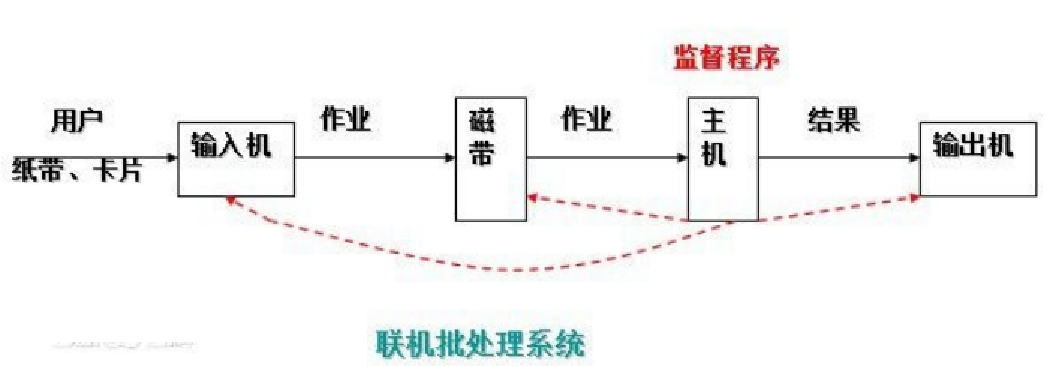 监督程序
用户
作业
作业
结果
输入机
磁带
主机
输出机
纸带、卡片
联机批处理系统